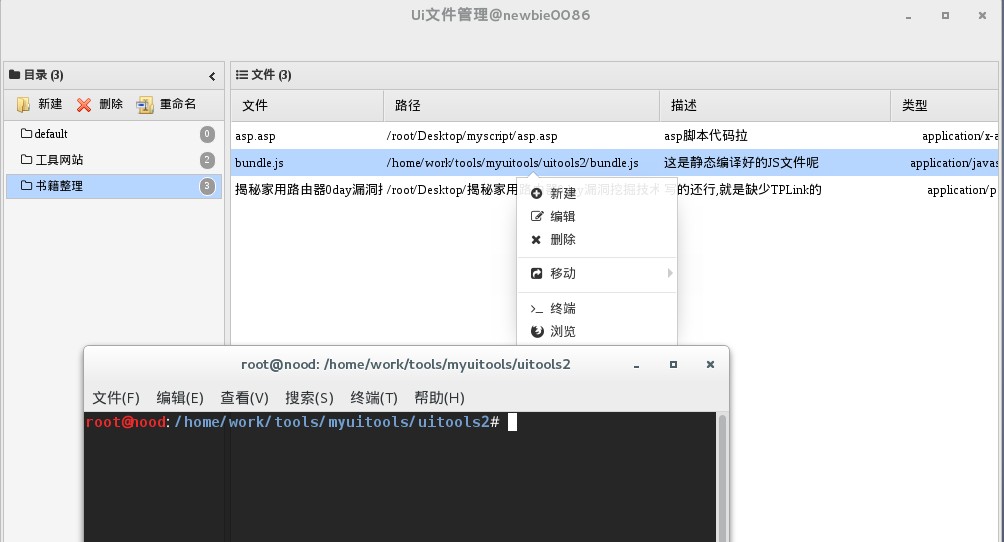 Ui文件管理@newbie0086
目录 (3)
新建 删除 重命名
default 0
工具网站 2
书籍整理 3
文件 (3)
文件 路径 描述 类型
asp.asp /root/Desktop/myscript/asp.asp asp脚本代码拉 application/x-a
bundle.js /home/work/tools/myuitools/uitools2/bundle.js 这是静态编译好的JS文件呢 application/javas
揭秘家用路由器0day漏洞挖 /root/Desktop/揭秘家用路由器0day漏洞挖掘技术 写的还行,就是缺少TPLink的 application/p
新建
编辑
删除
移动
终端
浏览
root@nood: /home/work/tools/myuitools/uitools2
文件(F) 编辑(E) 查看(V) 搜索(S) 终端(T) 帮助(H)
root@nood:/home/work/tools/myuitools/uitools2#